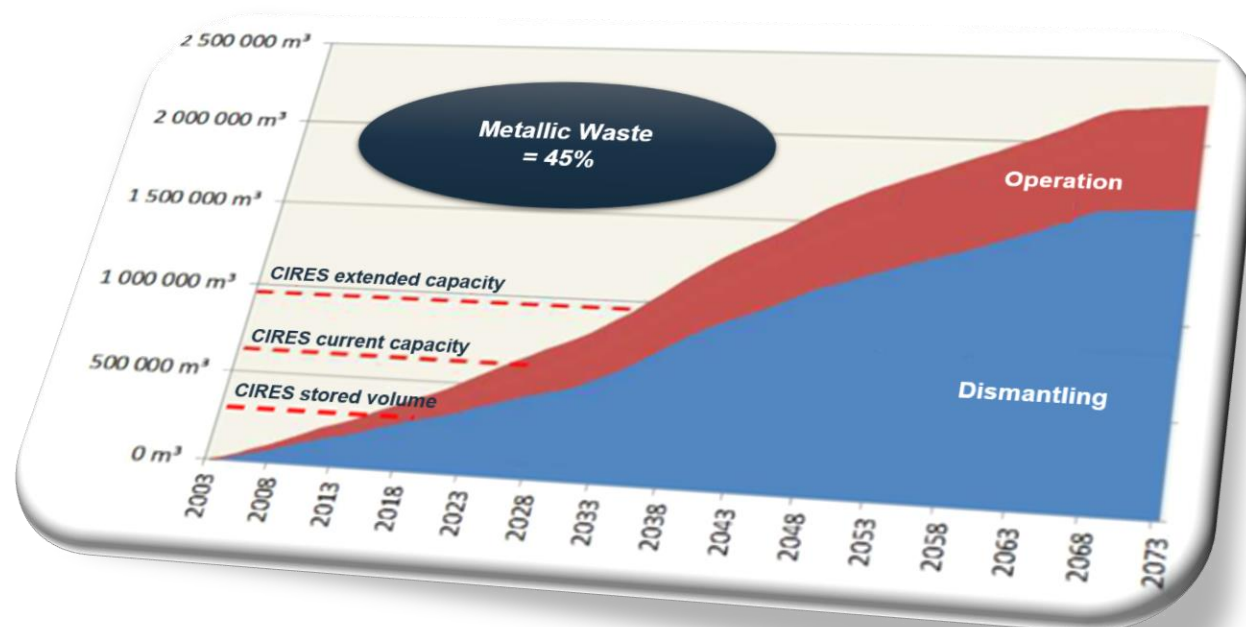 2 500 000 m³
2 000 000 m³
1 500 000 m³
1 000 000 m³
500 000 m³
0 m³
Metallic Waste
= 45%
Operation
CIRES extended capacity
CIRES current capacity
CIRES stored volume
Dismantling
2003
2008
2013
2018
2023
2028
2033
2038
2043
2048
2053
2058
2063
2068
2073